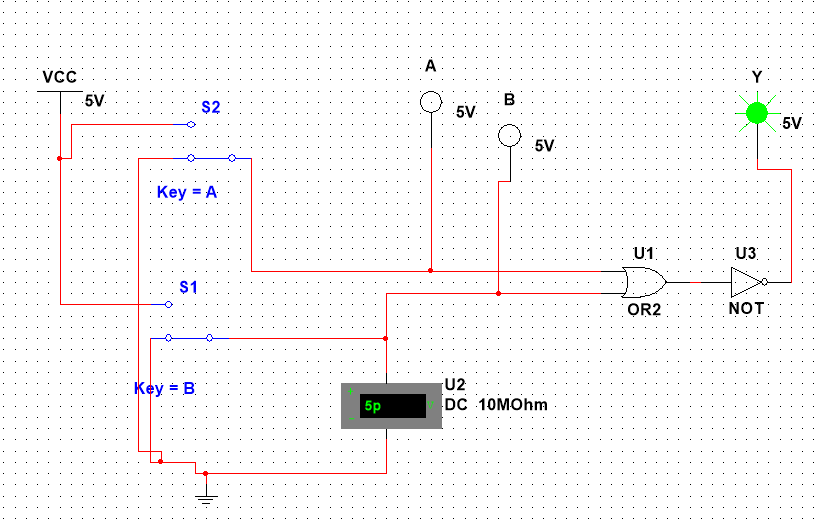 VCC
5V
S2
Key = A
A
5V
B
5V
Y
5V
S1
Key = B
U1
OR2
U3
NOT
U2
5p
DC 10MOhm